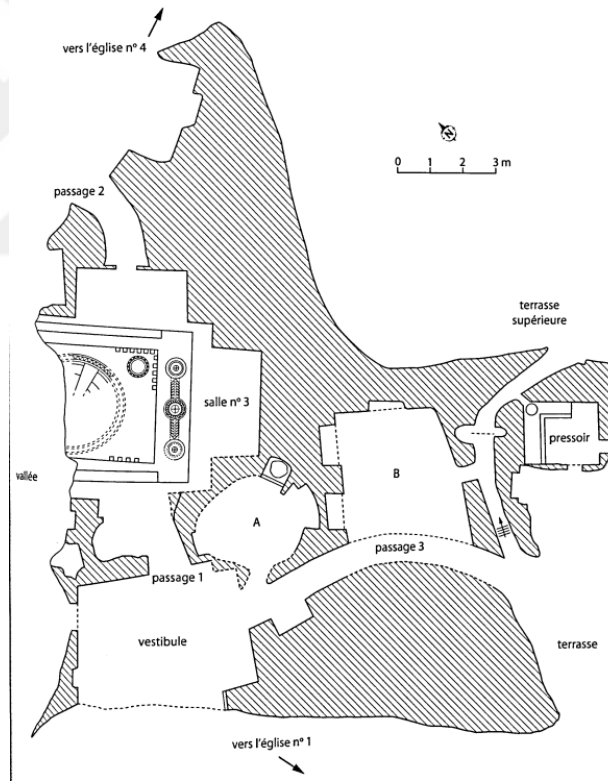 vers l'église nº 4
0 1 2 3 m
passage 2
terrasse
supérieure
salle nº 3
pressoir
vallée
B
A
passage 3
passage 1
vestibule
terrasse
vers l'église nº 1